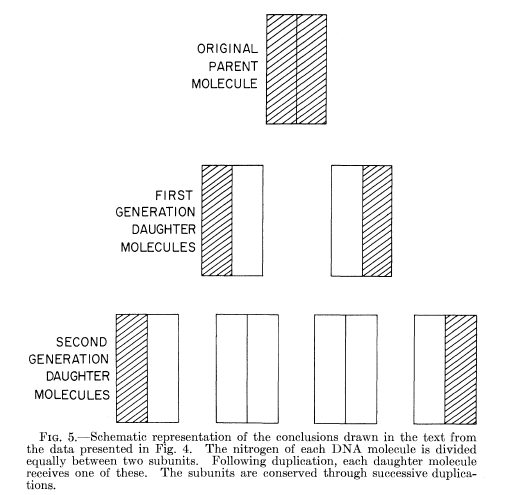 ORIGINAL
PARENT
MOLECULE
FIRST
GENERATION
DAUGHTER
MOLECULES
SECOND
GENERATION
DAUGHTER
MOLECULES
FIG. 5.—Schematic representation of the conclusions drawn in the text from
the data presented in Fig. 4. The nitrogen of each DNA molecule is divided
equally between two subunits. Following duplication, each daughter molecule
receives one of these. The subunits are conserved through successive duplica-
tions.